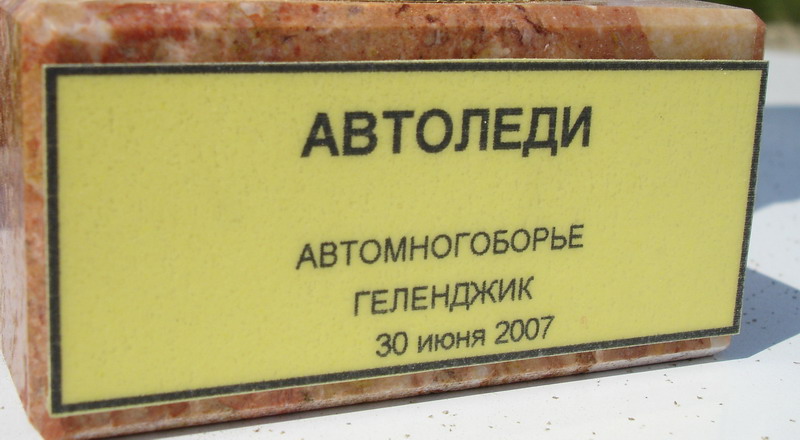 АВТОЛЕДИ
АВТОМНОГОБОРЬЕ
ГЕЛЕНДЖИК
30 июня 2007